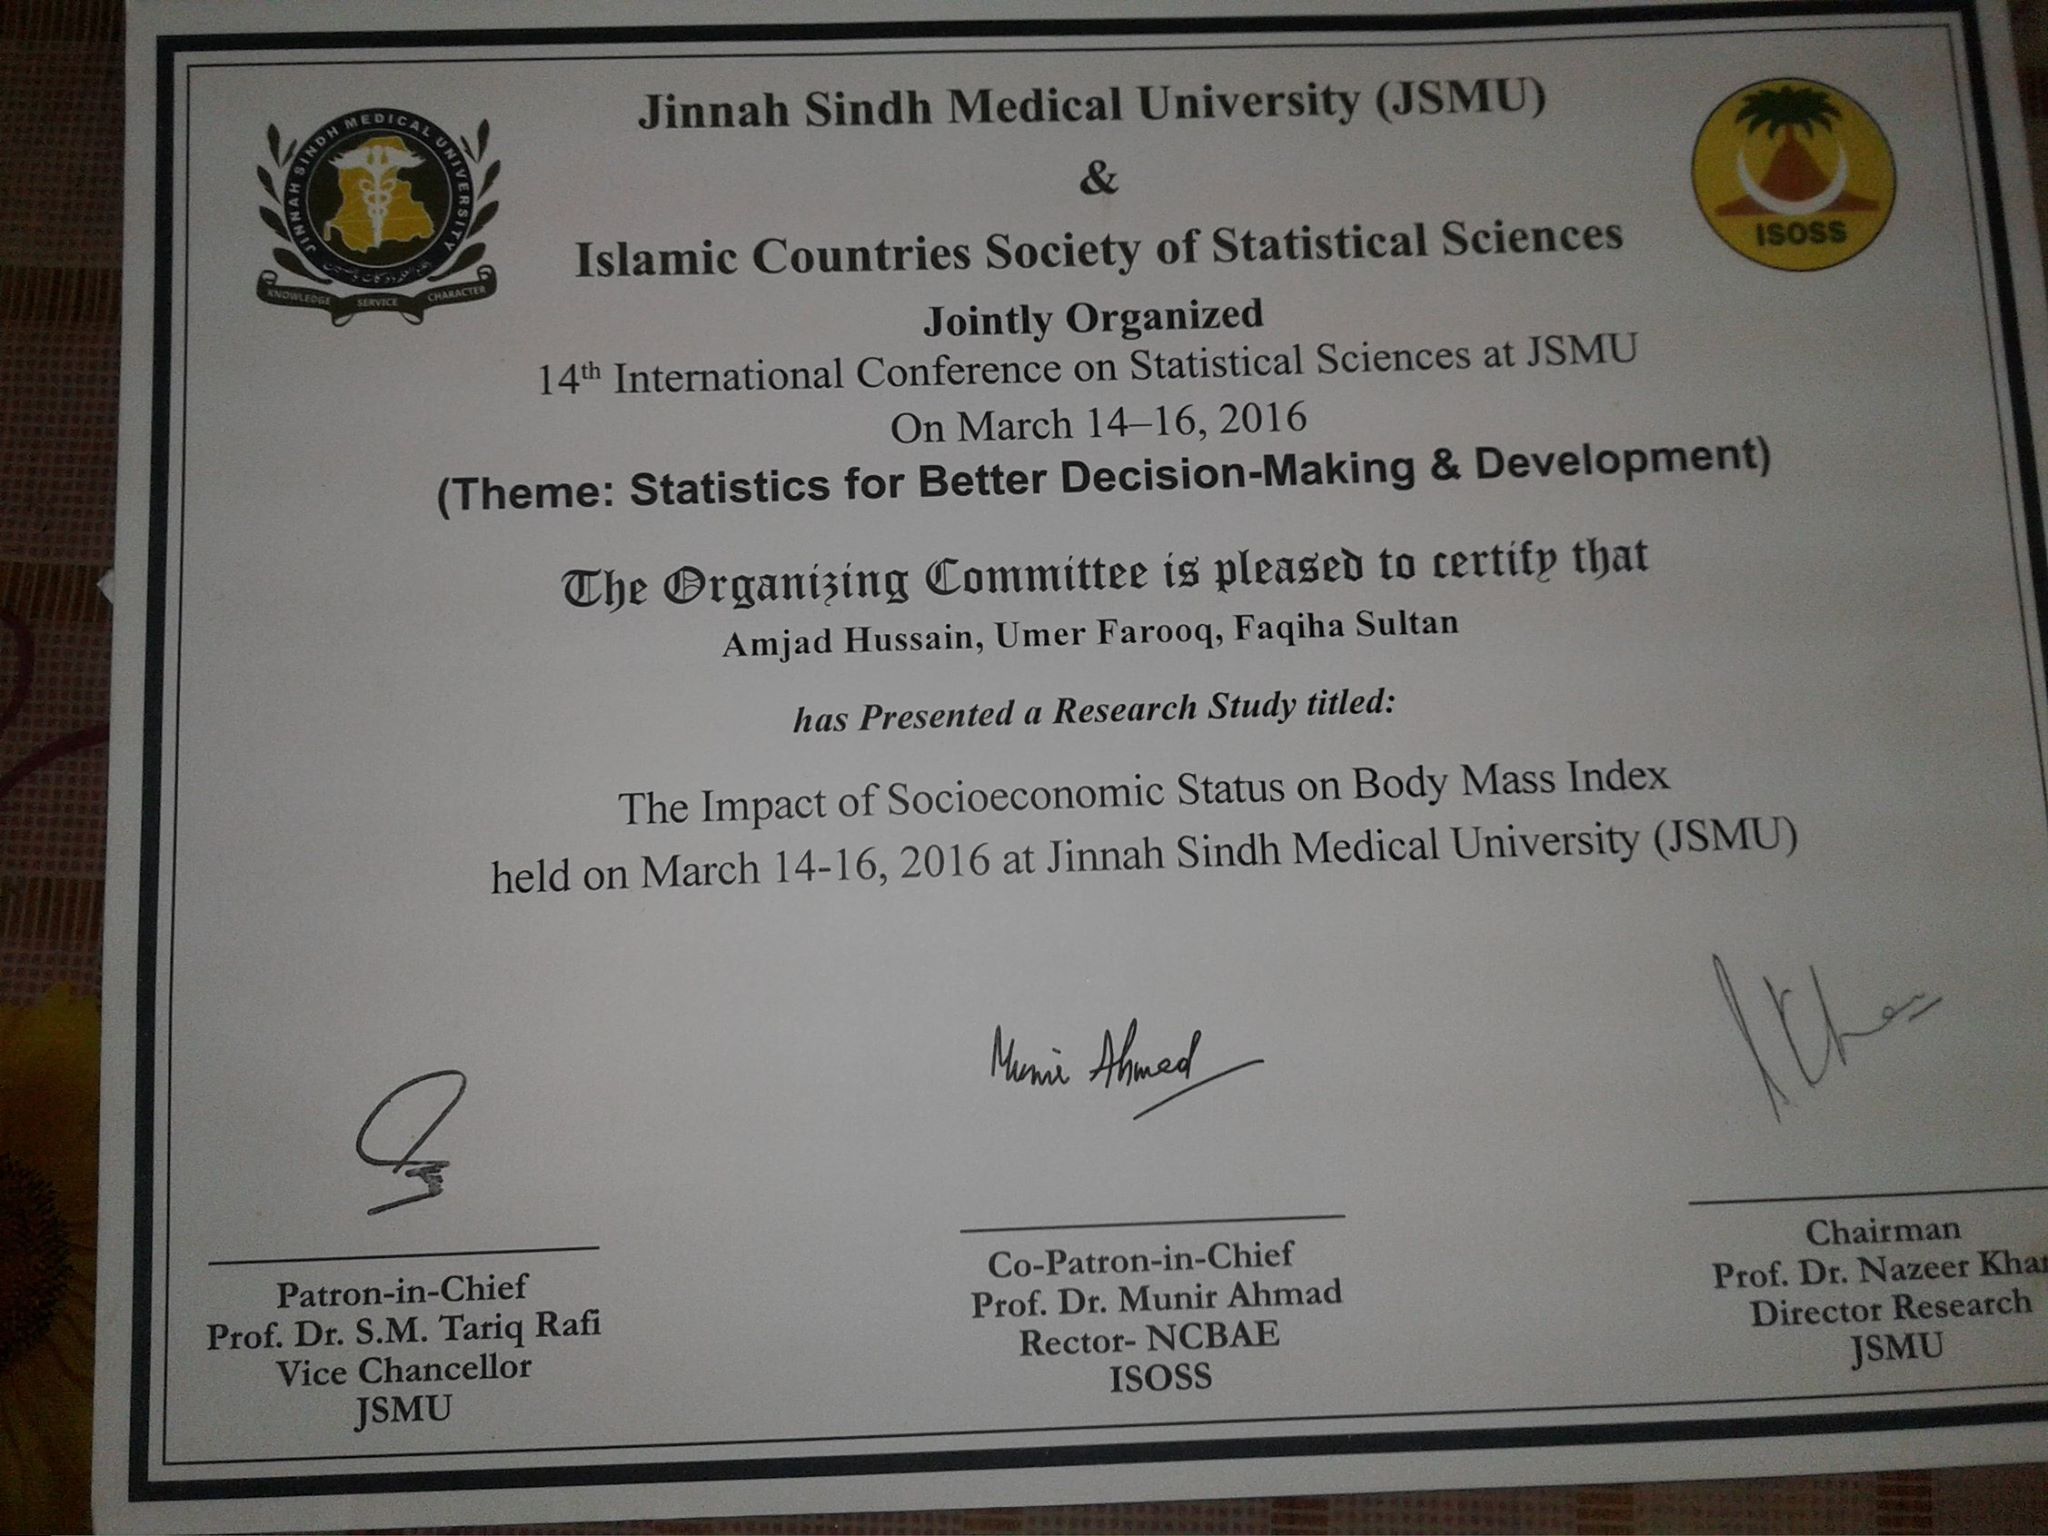 JINNAH SINDH MEDICAL UNIVERSITY
KNOWLEDGE SERVICE CHARACTER
ISOSS
Jinnah Sindh Medical University (JSMU)
&
Islamic Countries Society of Statistical Sciences
Jointly Organized
14th International Conference on Statistical Sciences at JSMU
On March 14–16, 2016
(Theme: Statistics for Better Decision-Making & Development)
The Organizing Committee is pleased to certify that
Amjad Hussain, Umer Farooq, Faqiha Sultan
has Presented a Research Study titled:
The Impact of Socioeconomic Status on Body Mass Index
held on March 14-16, 2016 at Jinnah Sindh Medical University (JSMU)
Munir Ahmad
Patron-in-Chief
Prof. Dr. S.M. Tariq Rafi
Vice Chancellor
JSMU
Co-Patron-in-Chief
Prof. Dr. Munir Ahmad
Rector- NCBAE
ISOSS
Chairman
Prof. Dr. Nazeer Khan
Director Research
JSMU